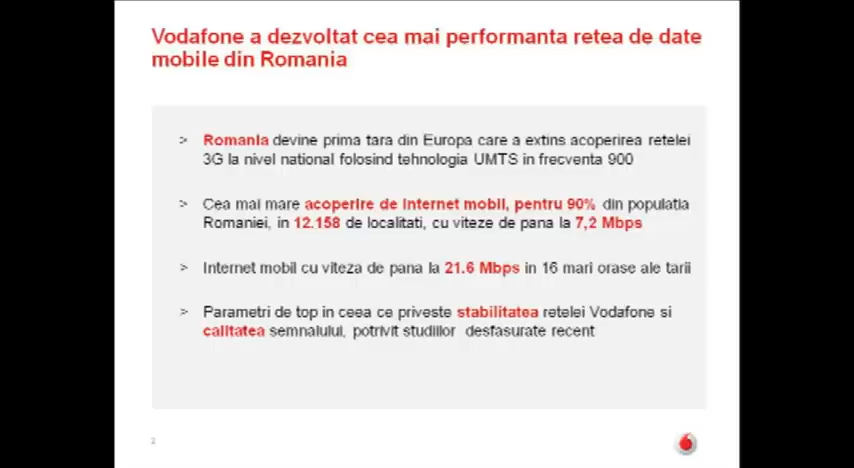 Vodafone a dezvoltat cea mai performanta retea de date
mobile din Romania
> Romania devine prima tara din Europa care a extins acoperirea retelei
3G la nivel national folosind tehnologia UMTS in frecventa 900
> Cea mai mare acoperire de Internet mobil, pentru 90% din populatia
Romaniei, in 12.158 de localitati, cu viteze de pana la 7,2 Mbps
> Internet mobil cu viteza de pana la 21.6 Mbps in 16 mari orase ale tarii
> Parametri de top in ceea ce priveste stabilitatea retelei Vodafone si
calitatea semnalului, potrivit studiilor desfasurate recent
2